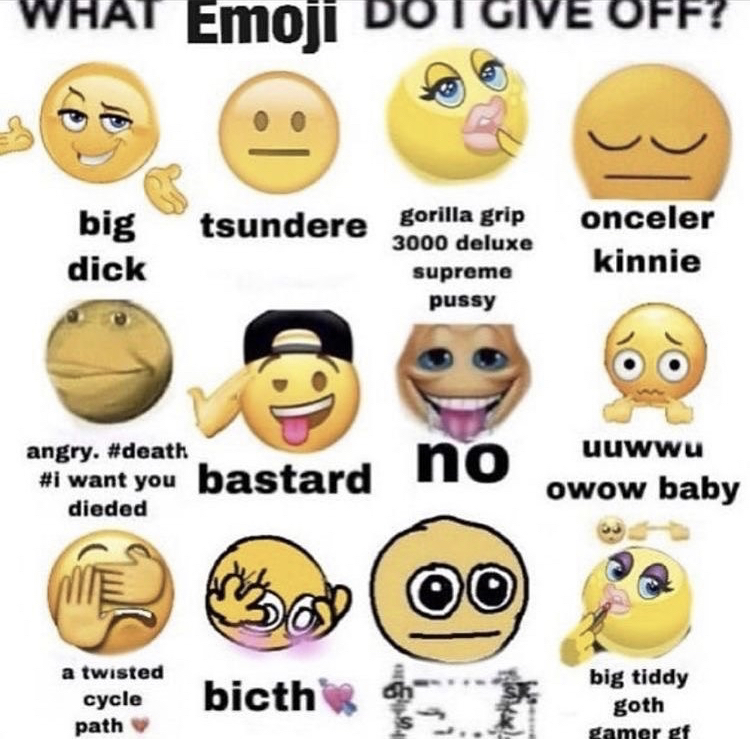 WHAT Emoji DO I GIVE OFF?
big
dick
tsundere
gorilla grip
3000 deluxe
supreme
pussy
onceler
kinnie
angry. #death
#i want you
dieded
bastard
no
uuwwu
owow baby
a twisted
cycle
path
bicth
big tiddy
goth
gamer gf